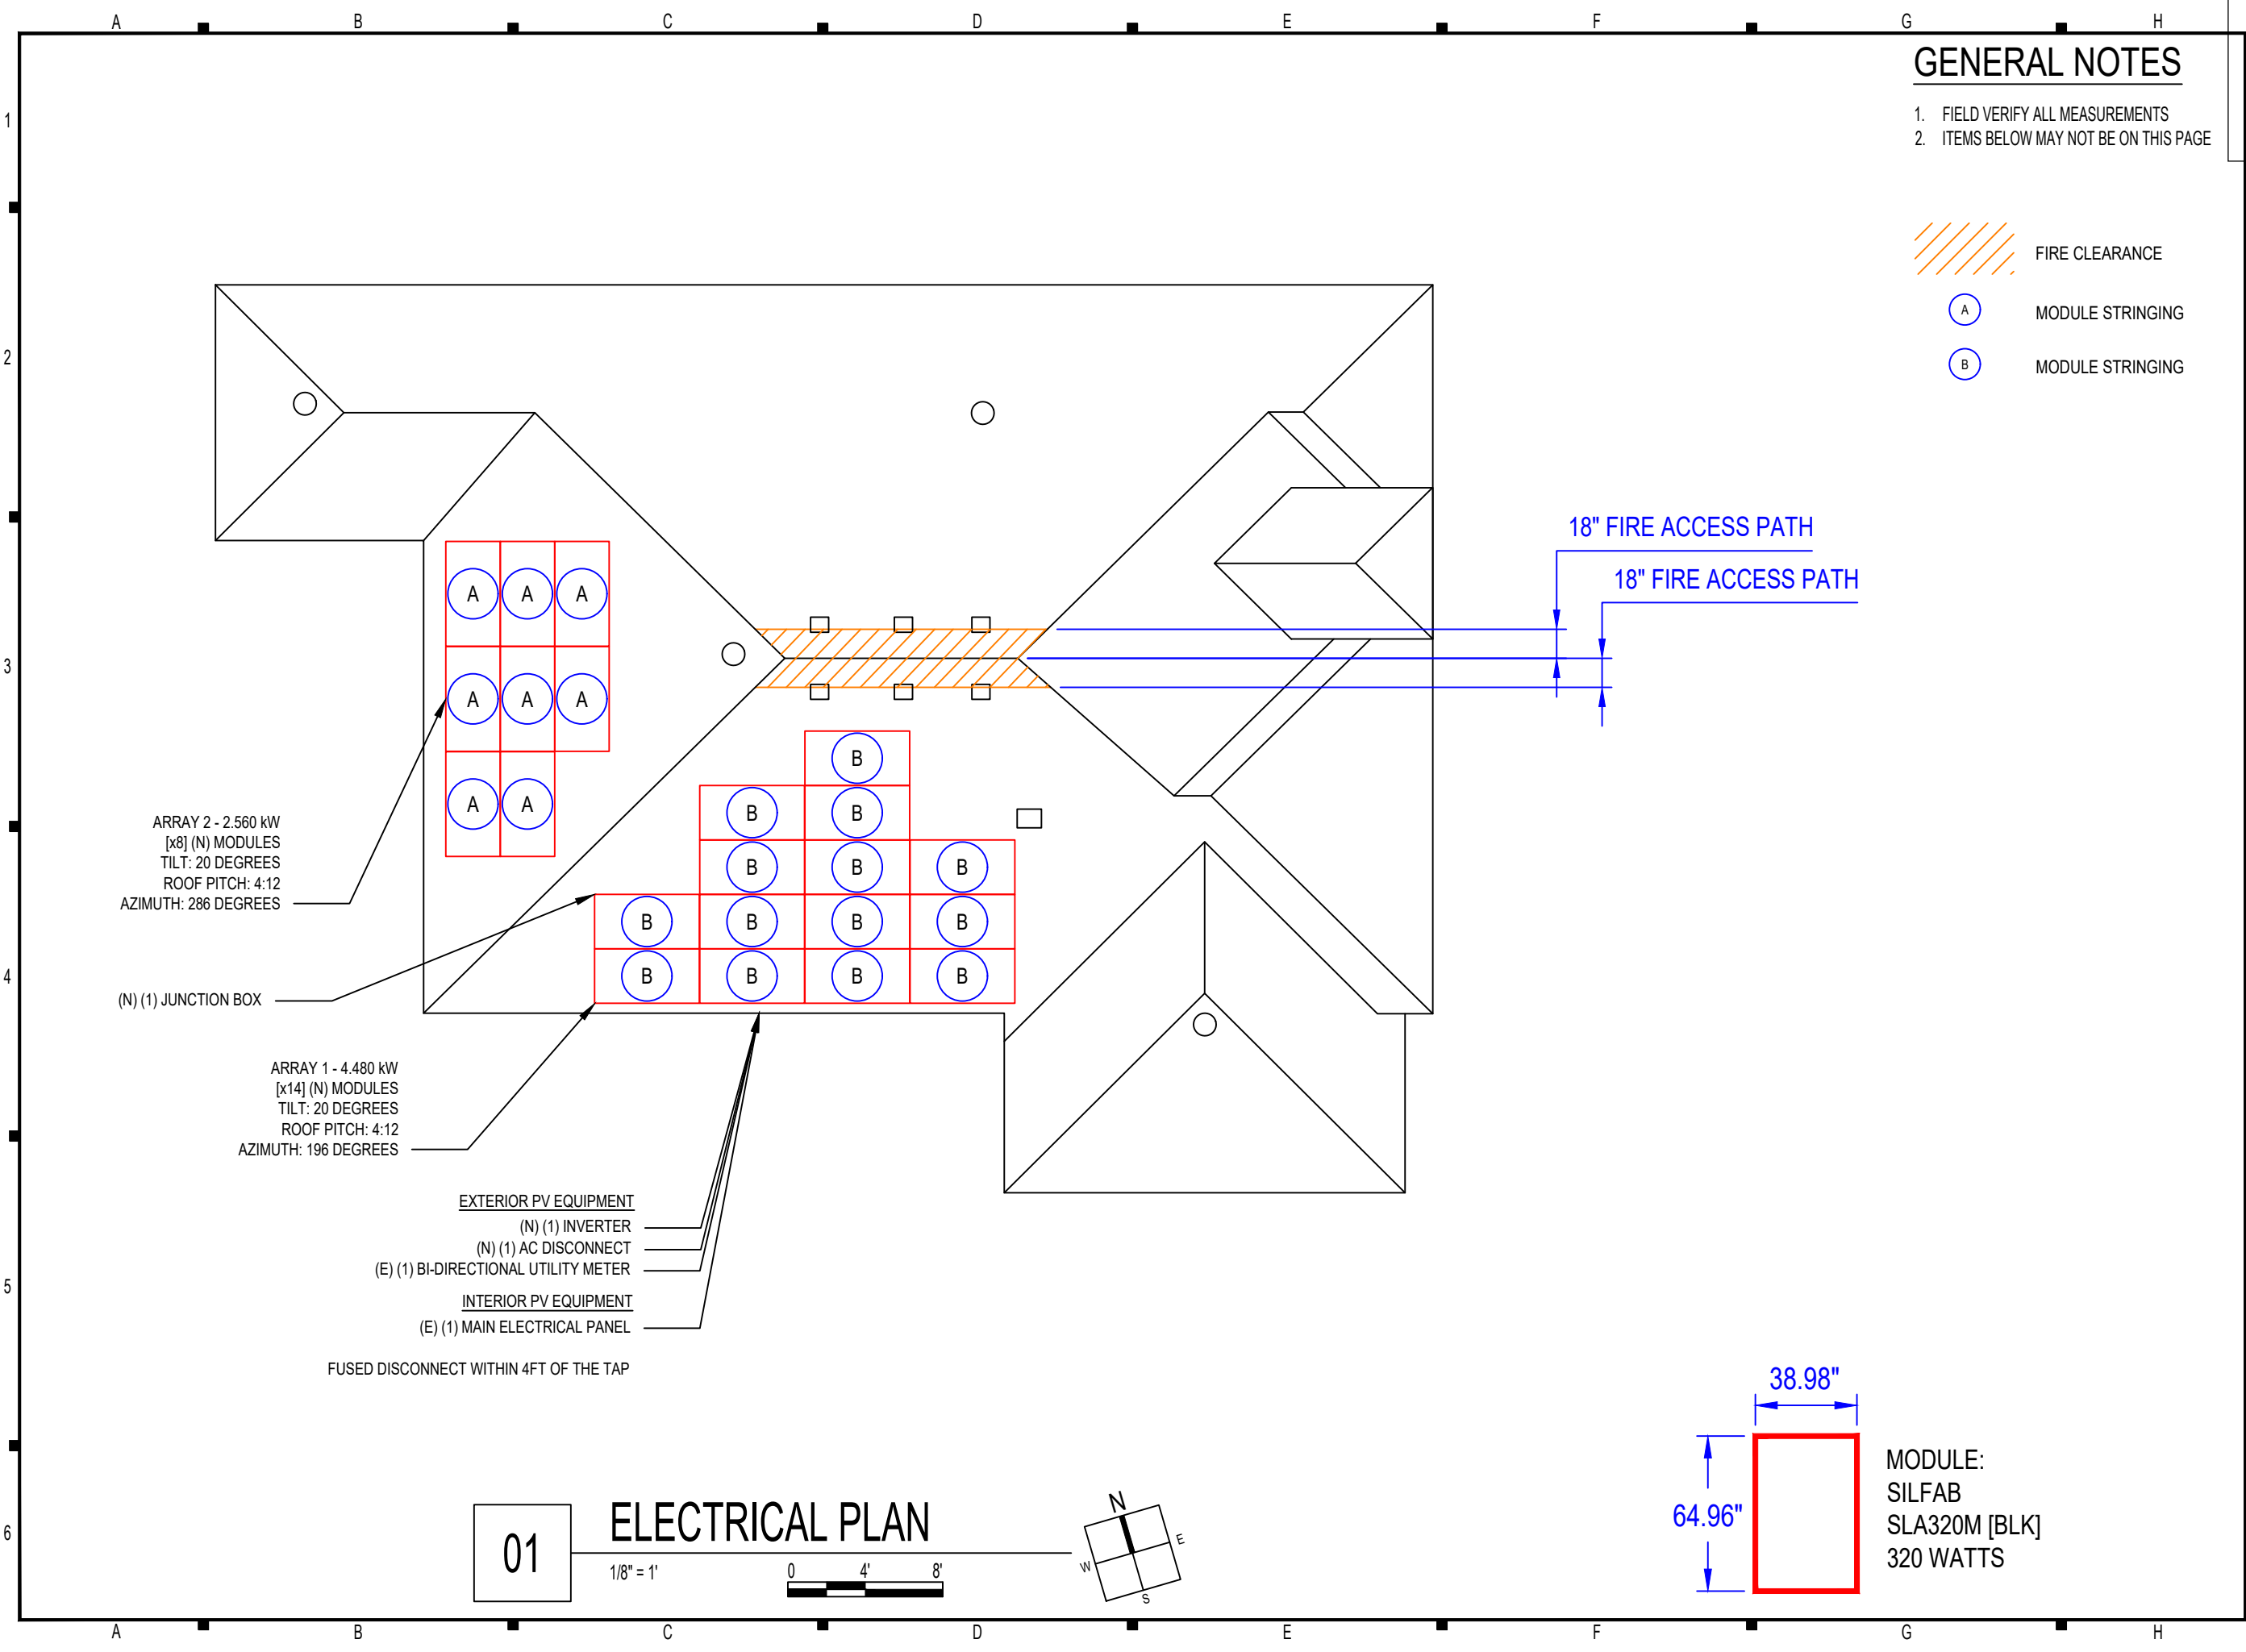 A B C D E F G H
GENERAL NOTES
1. FIELD VERIFY ALL MEASUREMENTS
2. ITEMS BELOW MAY NOT BE ON THIS PAGE
1
FIRE CLEARANCE
A MODULE STRINGING
B MODULE STRINGING
2
18" FIRE ACCESS PATH
18" FIRE ACCESS PATH
A A A
3
A A A
A A
B
B B
B B B
B B B B
B B B B
ARRAY 2 - 2.560 kW
[x8] (N) MODULES
TILT: 20 DEGREES
ROOF PITCH: 4:12
AZIMUTH: 286 DEGREES
4
(N) (1) JUNCTION BOX
ARRAY 1 - 4.480 kW
[x14] (N) MODULES
TILT: 20 DEGREES
ROOF PITCH: 4:12
AZIMUTH: 196 DEGREES
EXTERIOR PV EQUIPMENT
(N) (1) INVERTER
(N) (1) AC DISCONNECT
(E) (1) BI-DIRECTIONAL UTILITY METER
5
INTERIOR PV EQUIPMENT
(E) (1) MAIN ELECTRICAL PANEL
FUSED DISCONNECT WITHIN 4FT OF THE TAP
38.98"
64.96"
MODULE:
SILFAB
SLA320M [BLK]
320 WATTS
6
01
ELECTRICAL PLAN
1/8" = 1'
0 4' 8'
N
E
W
S
A B C D E F G H